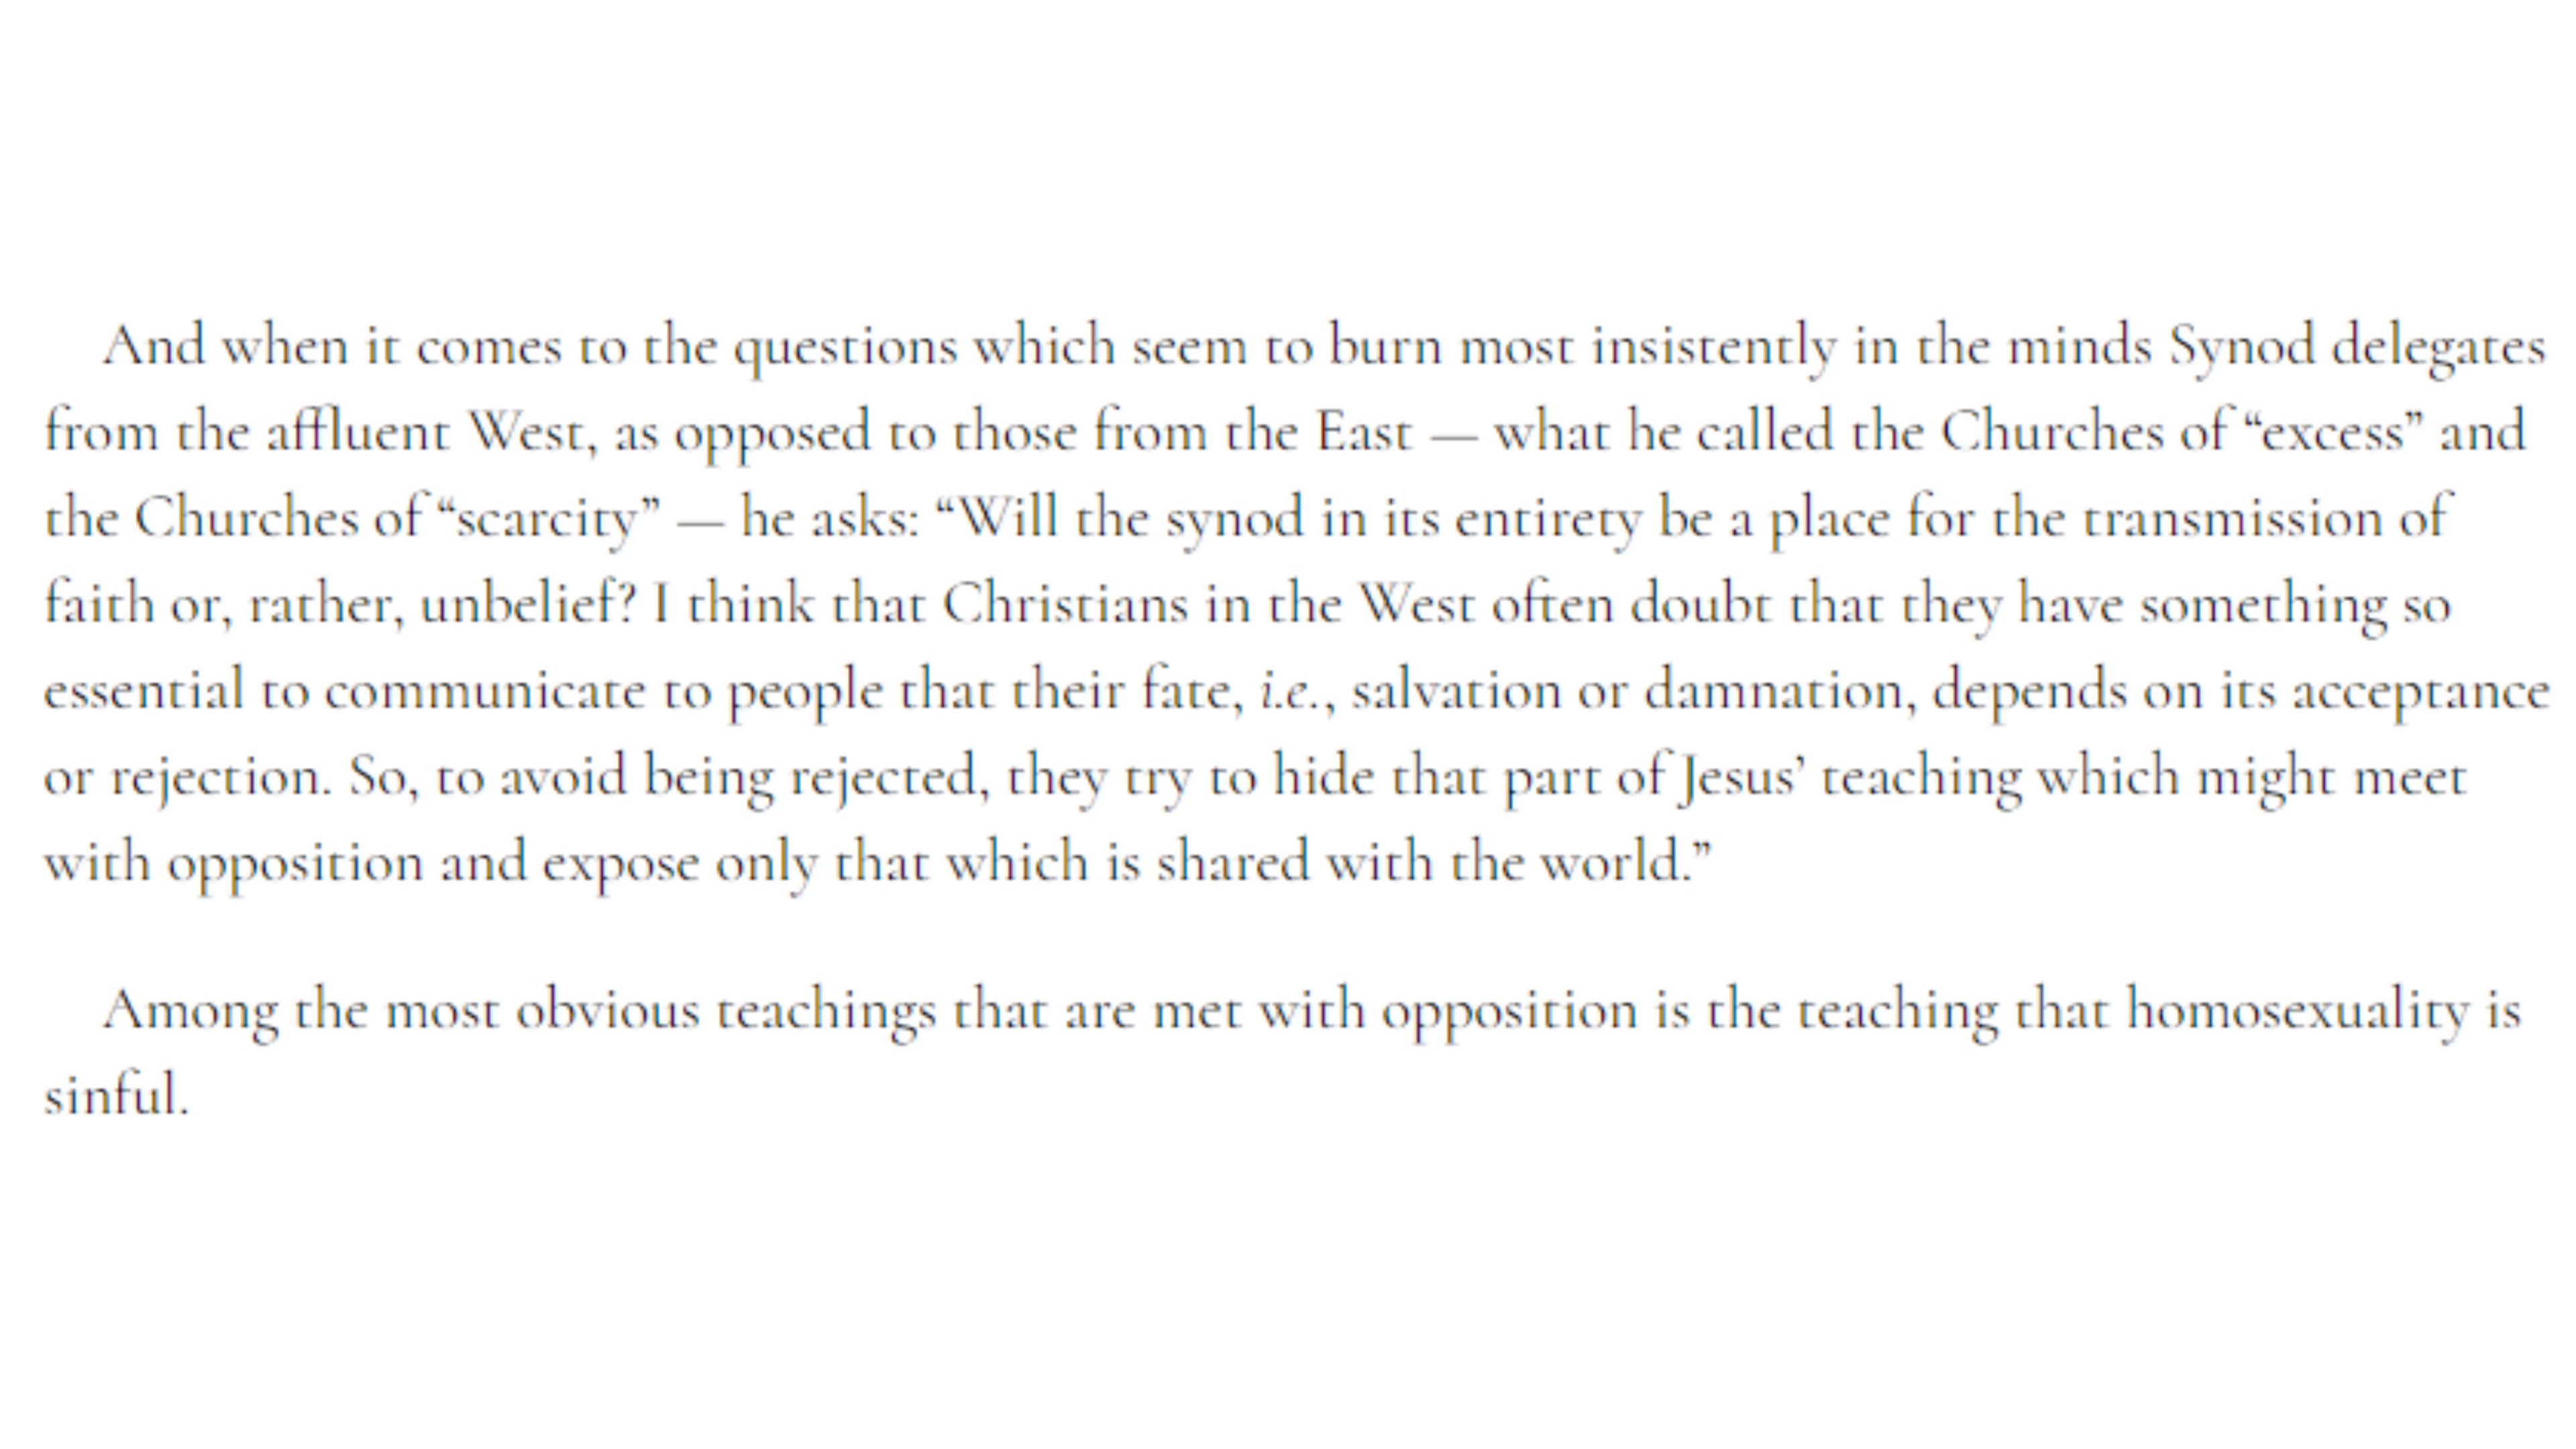 And when it comes to the questions which seem to burn most insistently in the minds Synod delegates
from the affluent West, as opposed to those from the East — what he called the Churches of “excess” and
the Churches of “scarcity” — he asks: “Will the synod in its entirety be a place for the transmission of
faith or, rather, unbelief? I think that Christians in the West often doubt that they have something so
essential to communicate to people that their fate, i.e., salvation or damnation, depends on its acceptance
or rejection. So, to avoid being rejected, they try to hide that part of Jesus’ teaching which might meet
with opposition and expose only that which is shared with the world.”
Among the most obvious teachings that are met with opposition is the teaching that homosexuality is
sinful.